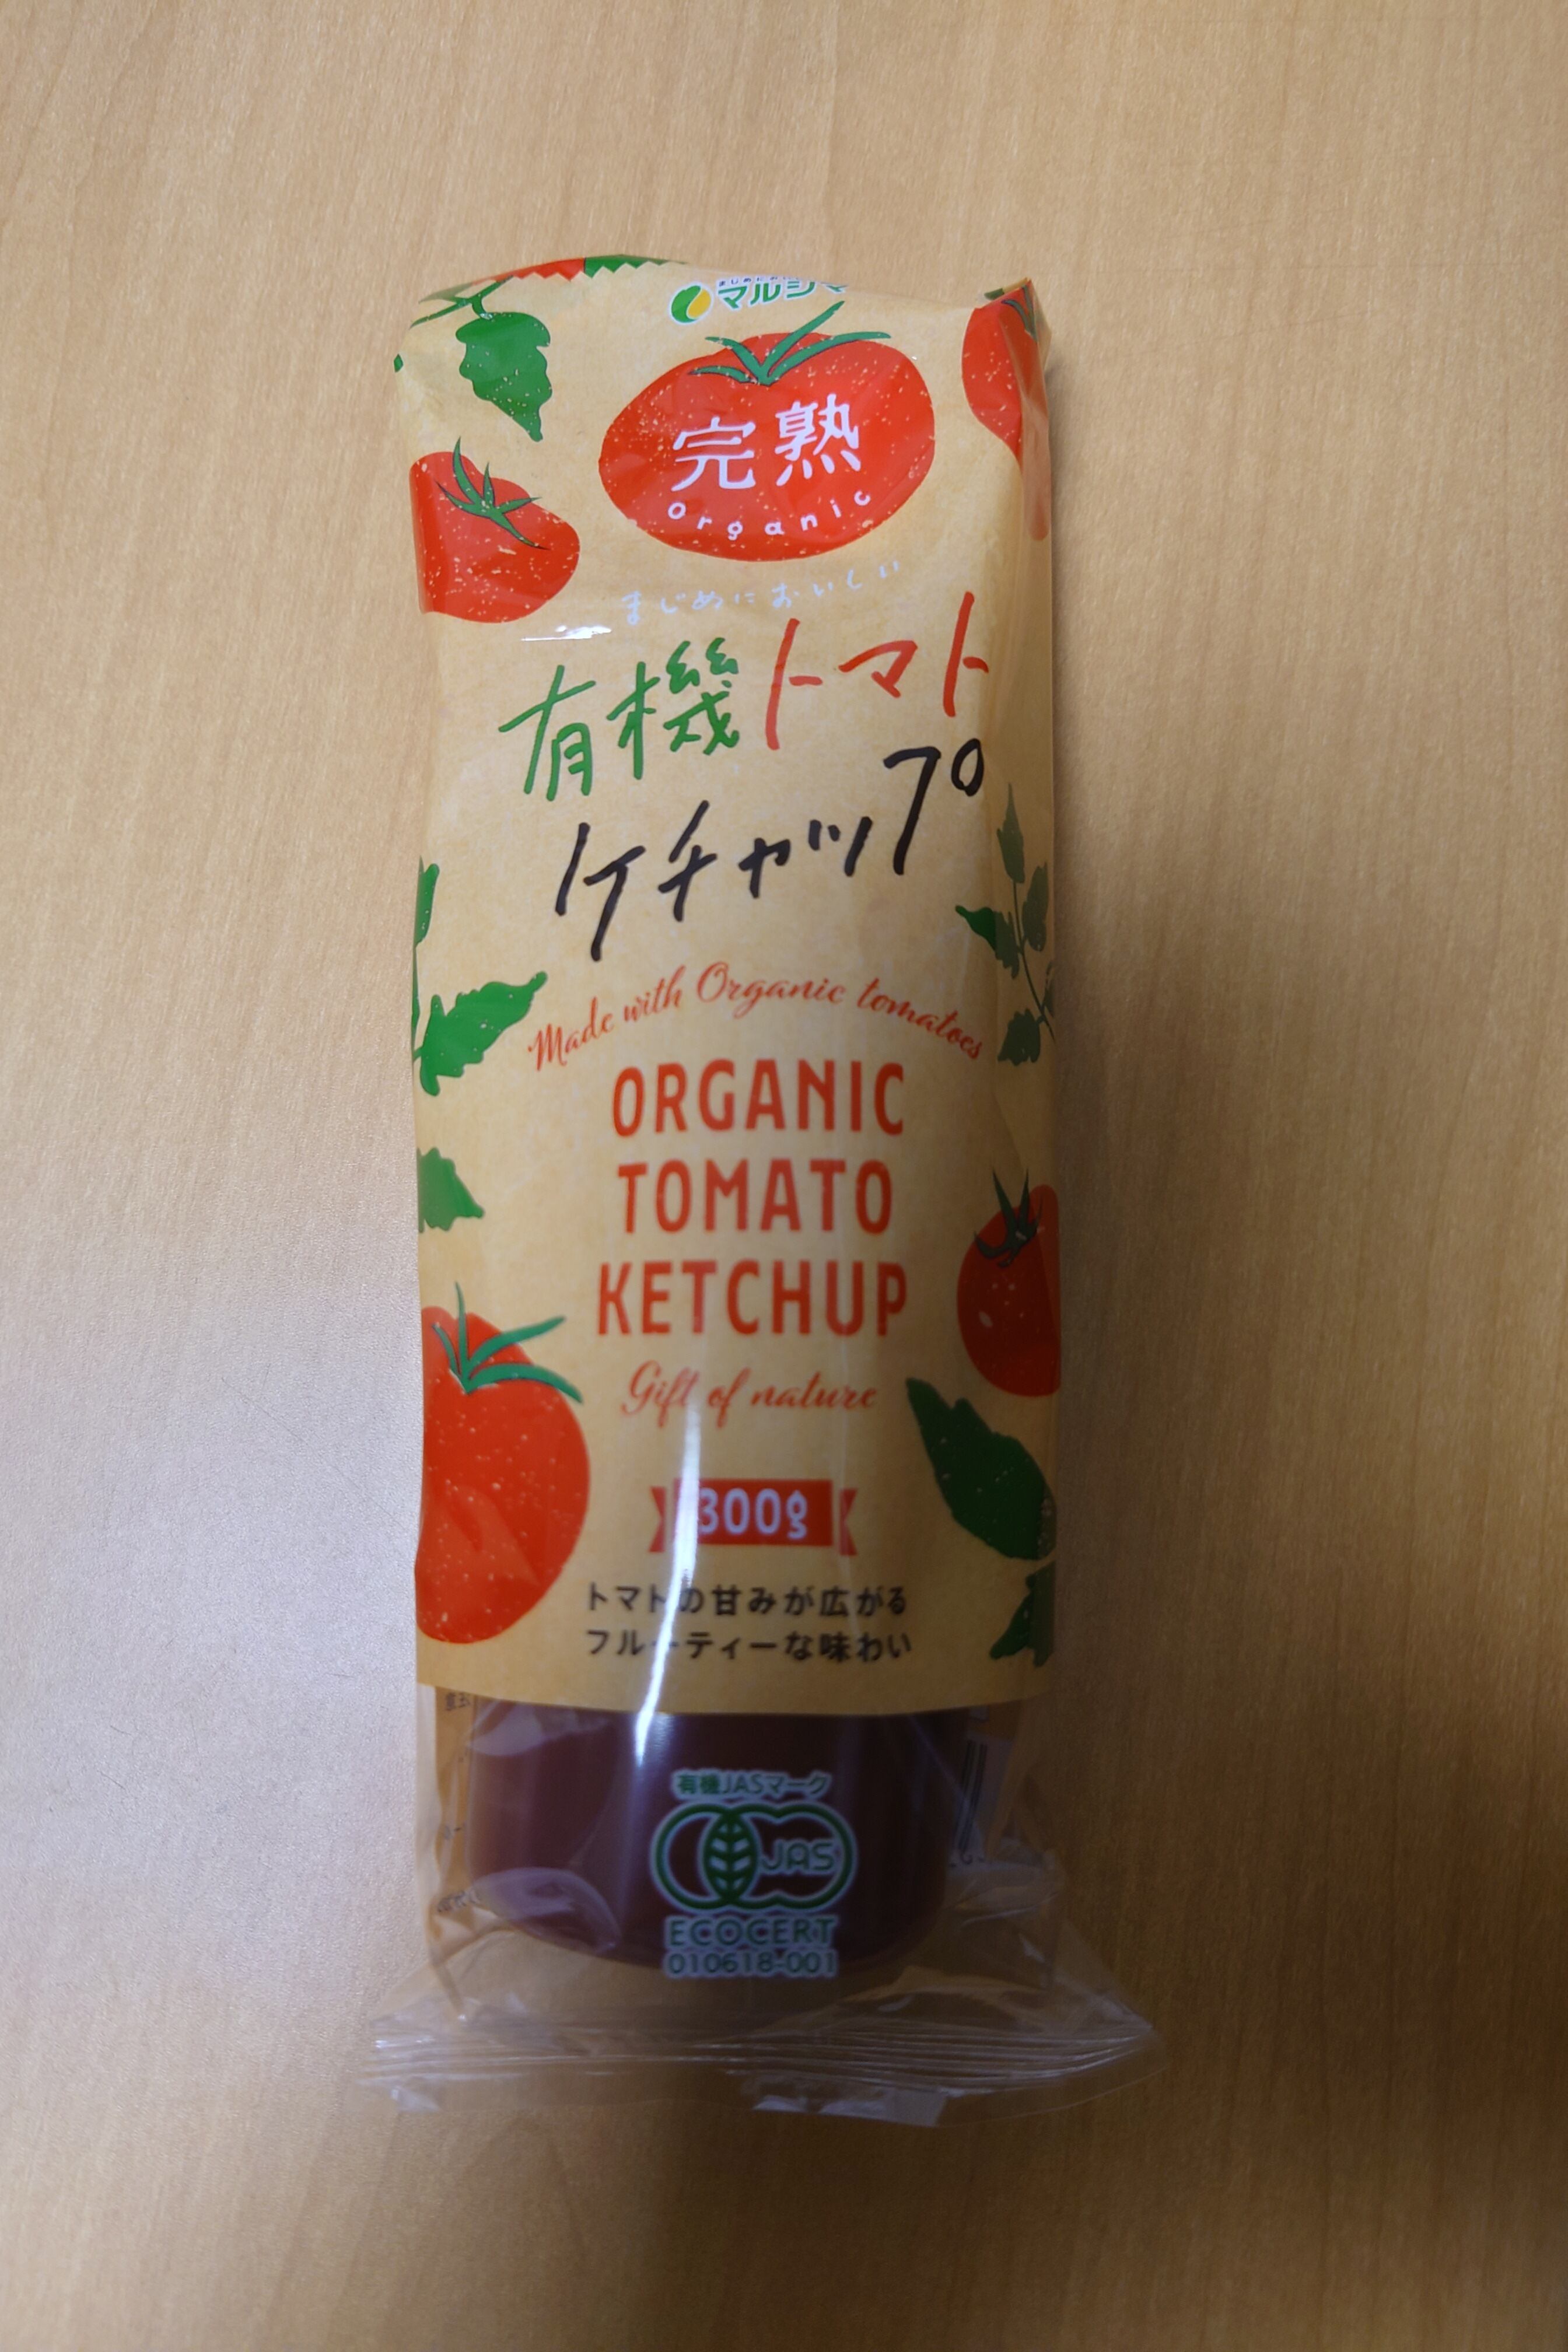 マルシマ
完熟
organic
まじめにおいしい
有機トマト
ケチャップ
Made with Organic tomatoes
ORGANIC
TOMATO
KETCHUP
Gift of nature
300g
トマトの甘みが広がる
フルーティーな味わい
有機JASマーク
JAS
ECOCERT
010618-001